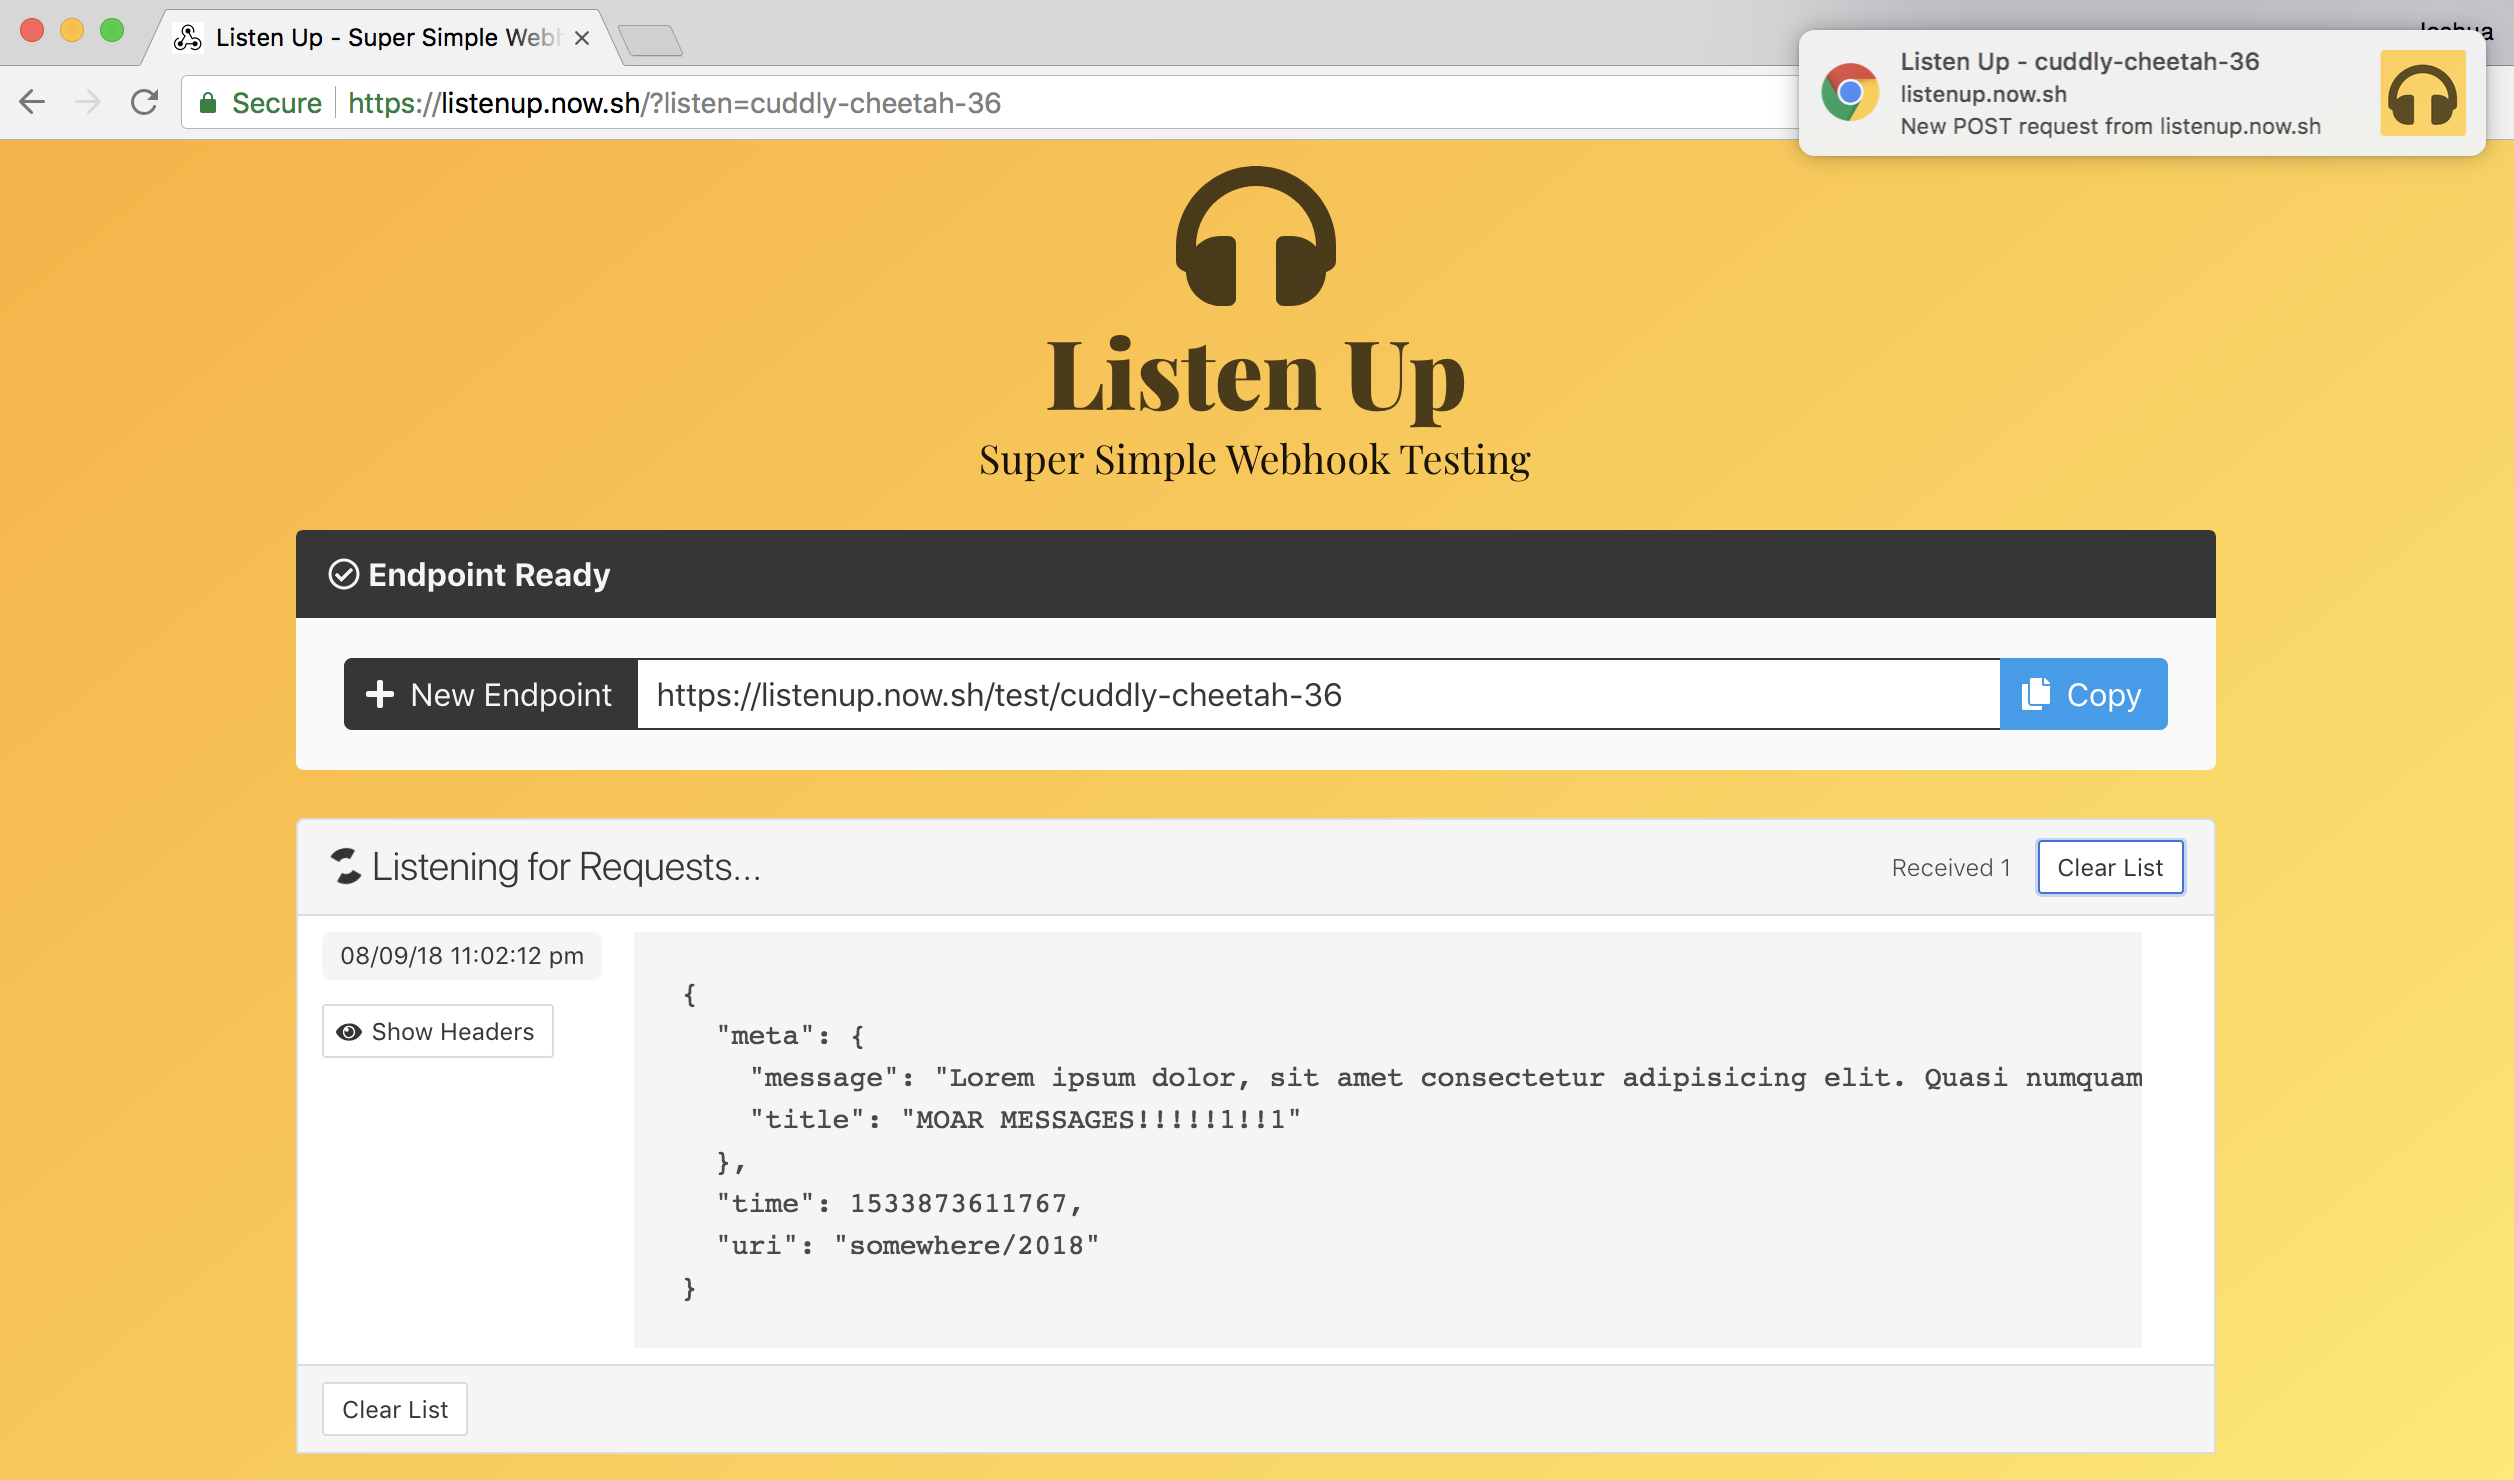 Listen Up - Super Simple Web
Secure https://listenup.now.sh/?listen=cuddly-cheetah-36
Listen Up - cuddly-cheetah-36
listenup.now.sh
New POST request from listenup.now.sh
Listen Up
Super Simple Webhook Testing
Endpoint Ready
New Endpoint https://listenup.now.sh/test/cuddly-cheetah-36 Copy
Listening for Requests... Received 1 Clear List
08/09/18 11:02:12 pm
Show Headers
{
"meta": {
"message": "Lorem ipsum dolor, sit amet consectetur adipisicing elit. Quasi numquam
"title": "MOAR MESSAGES!!!!!1!!1"
},
"time": 1533873611767,
"uri": "somewhere/2018"
}
Clear List